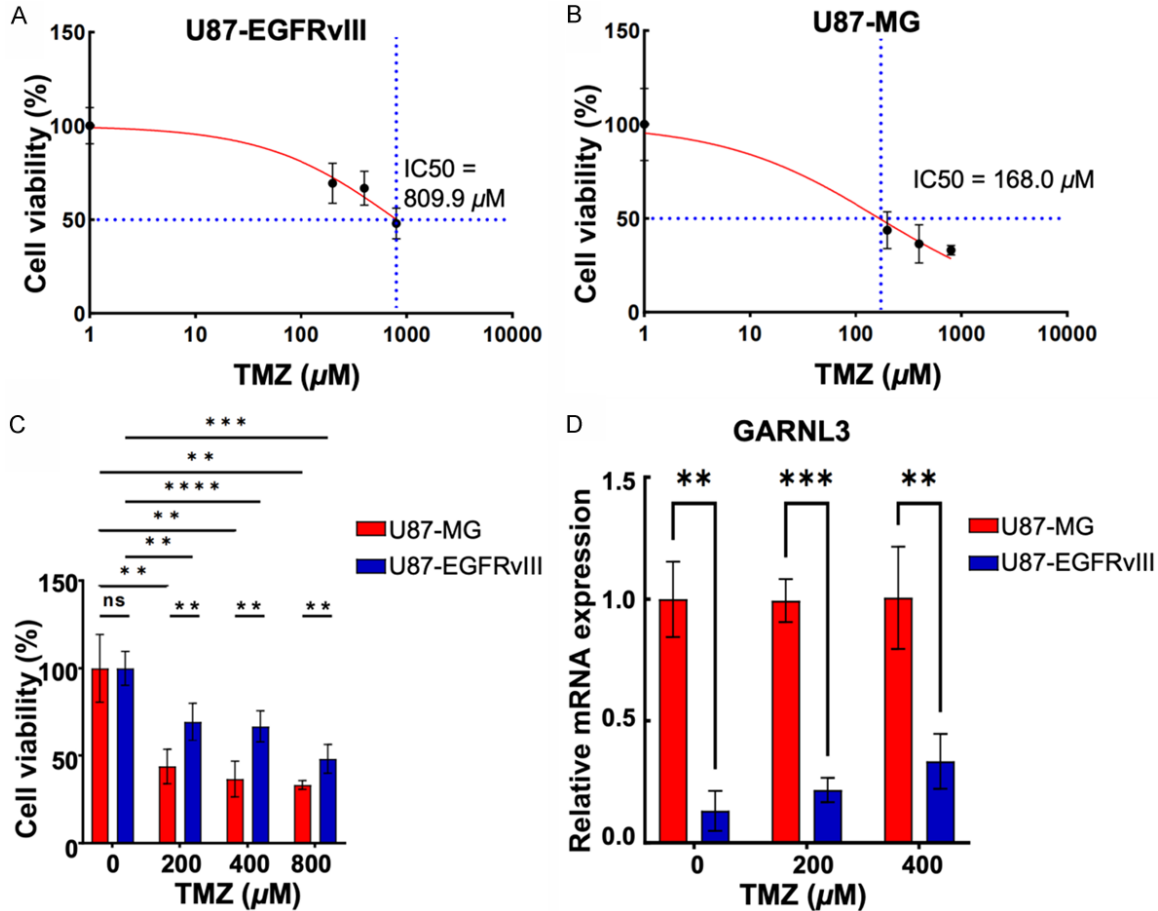 A
U87-EGFRvIII
150
100
50
0
Cell viability (%)
IC50 =
809.9 µM
1 10 100 1000 10000
TMZ (µM)
B
U87-MG
150
100
50
0
Cell viability (%)
IC50 = 168.0 µM
1 10 100 1000 10000
TMZ (µM)
C
***
**
****
**
**
**
ns ** ** **
U87-MG
U87-EGFRvIII
150
100
50
0
Cell viability (%)
0 200 400 800
TMZ (µM)
D
GARNL3
** *** **
1.5
1.0
0.5
0.0
Relative mRNA expression
U87-MG
U87-EGFRvIII
0 200 400
TMZ (µM)